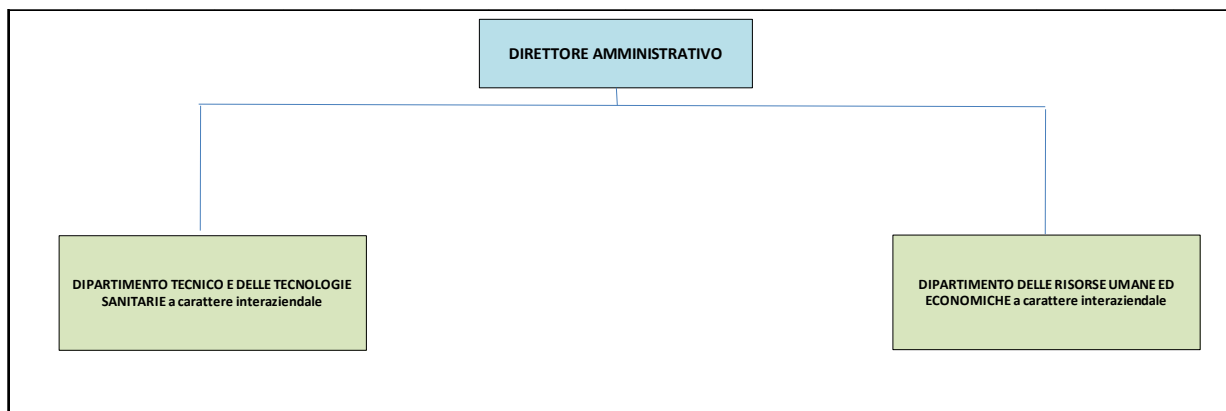 DIRETTORE AMMINISTRATIVO
DIPARTIMENTO TECNICO E DELLE TECNOLOGIE
SANITARIE a carattere interaziendale
DIPARTIMENTO DELLE RISORSE UMANE ED
ECONOMICHE a carattere interaziendale